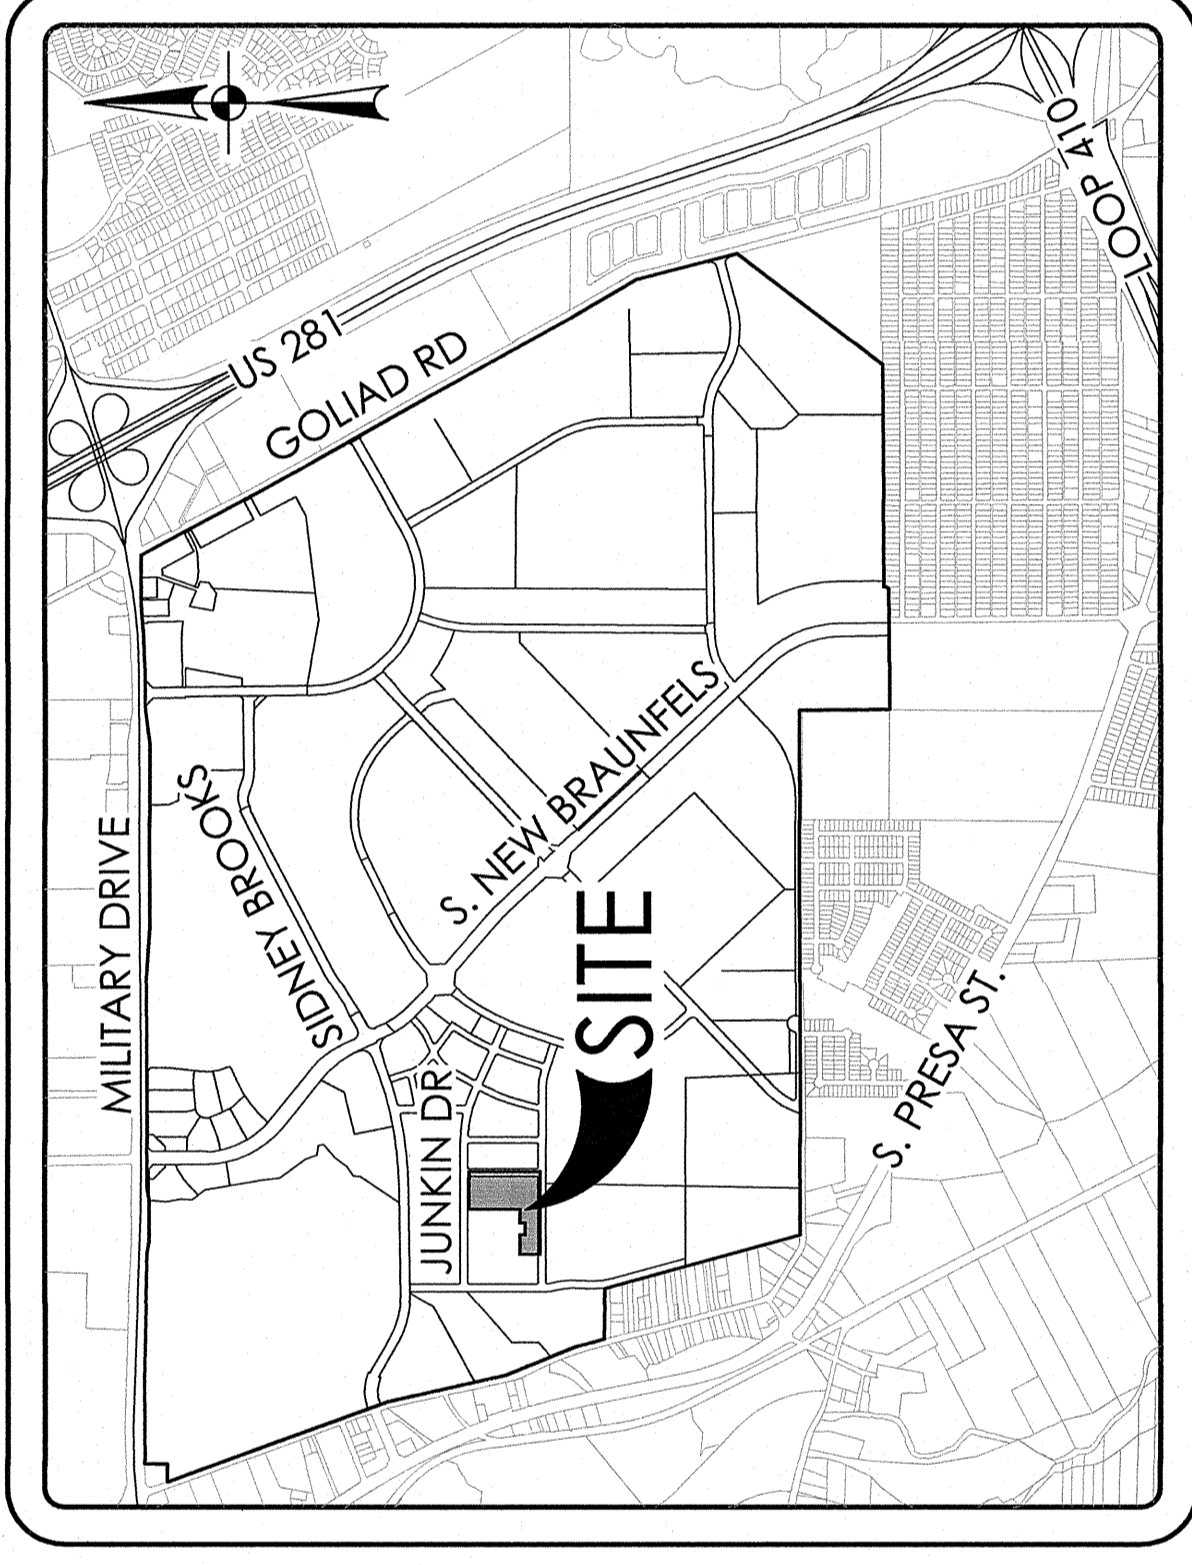 MILITARY DRIVE
SIDNEY BROOKS
US 281
GOLIAD RD
LOOP 410
S. NEW BRAUNFELS
JUNKIN DR
SITE
S. PRESA ST.